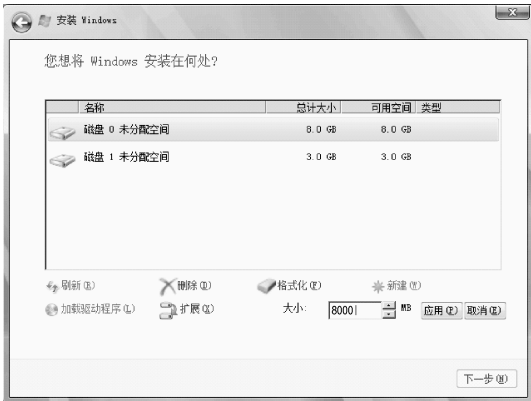 安装 Windows
您想将 Windows 安装在何处?
名称 总计大小 可用空间 类型
磁盘 0 未分配空间 8.0 GB 8.0 GB
磁盘 1 未分配空间 3.0 GB 3.0 GB
刷新(R) 删除(D) 格式化(F) 新建(W)
加载驱动程序(L) 扩展(X) 大小: 8000 MB 应用(P) 取消(E)
下一步(N)